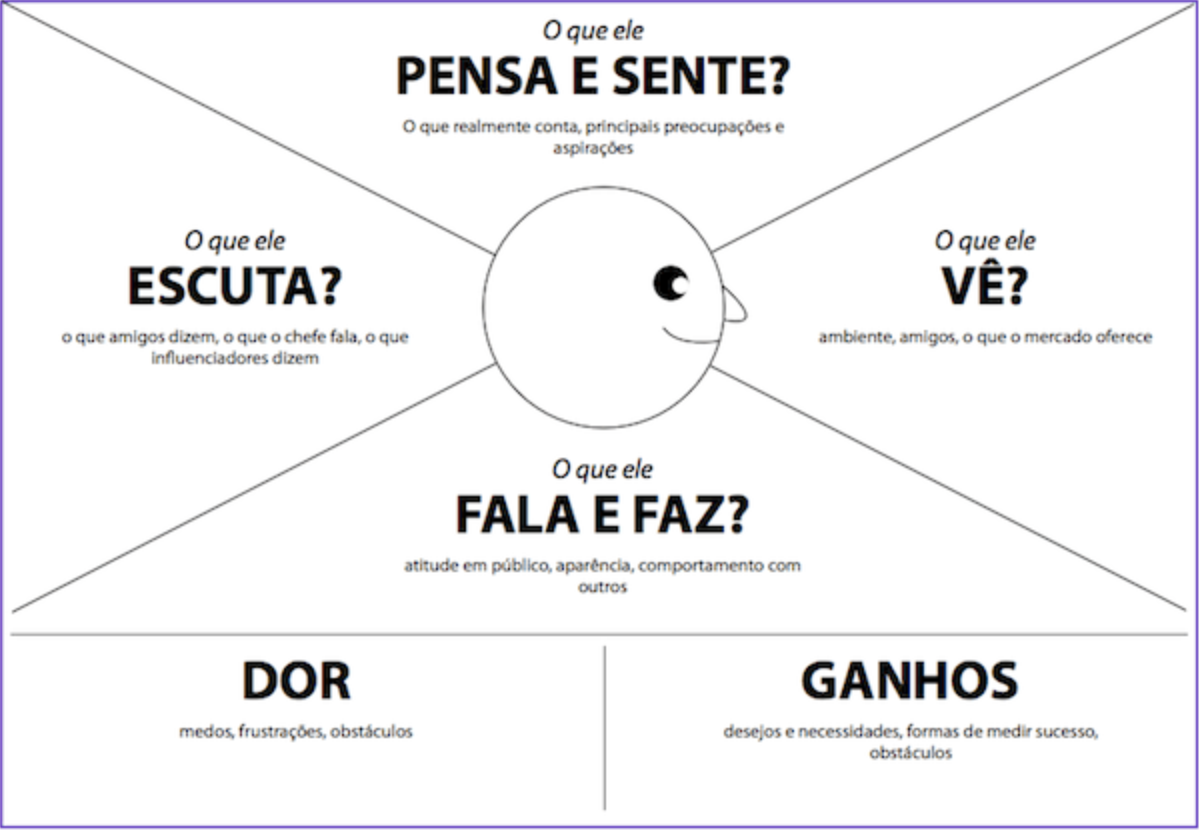 O que ele
PENSA E SENTE?
O que realmente conta, principais preocupações e
aspirações
O que ele
ESCUTA?
o que amigos dizem, o que o chefe fala, o que
influenciadores dizem
O que ele
VÊ?
ambiente, amigos, o que o mercado oferece
O que ele
FALA E FAZ?
atitude em público, aparência, comportamento com
outros
DOR
medos, frustrações, obstáculos
GANHOS
desejos e necessidades, formas de medir sucesso,
obstáculos